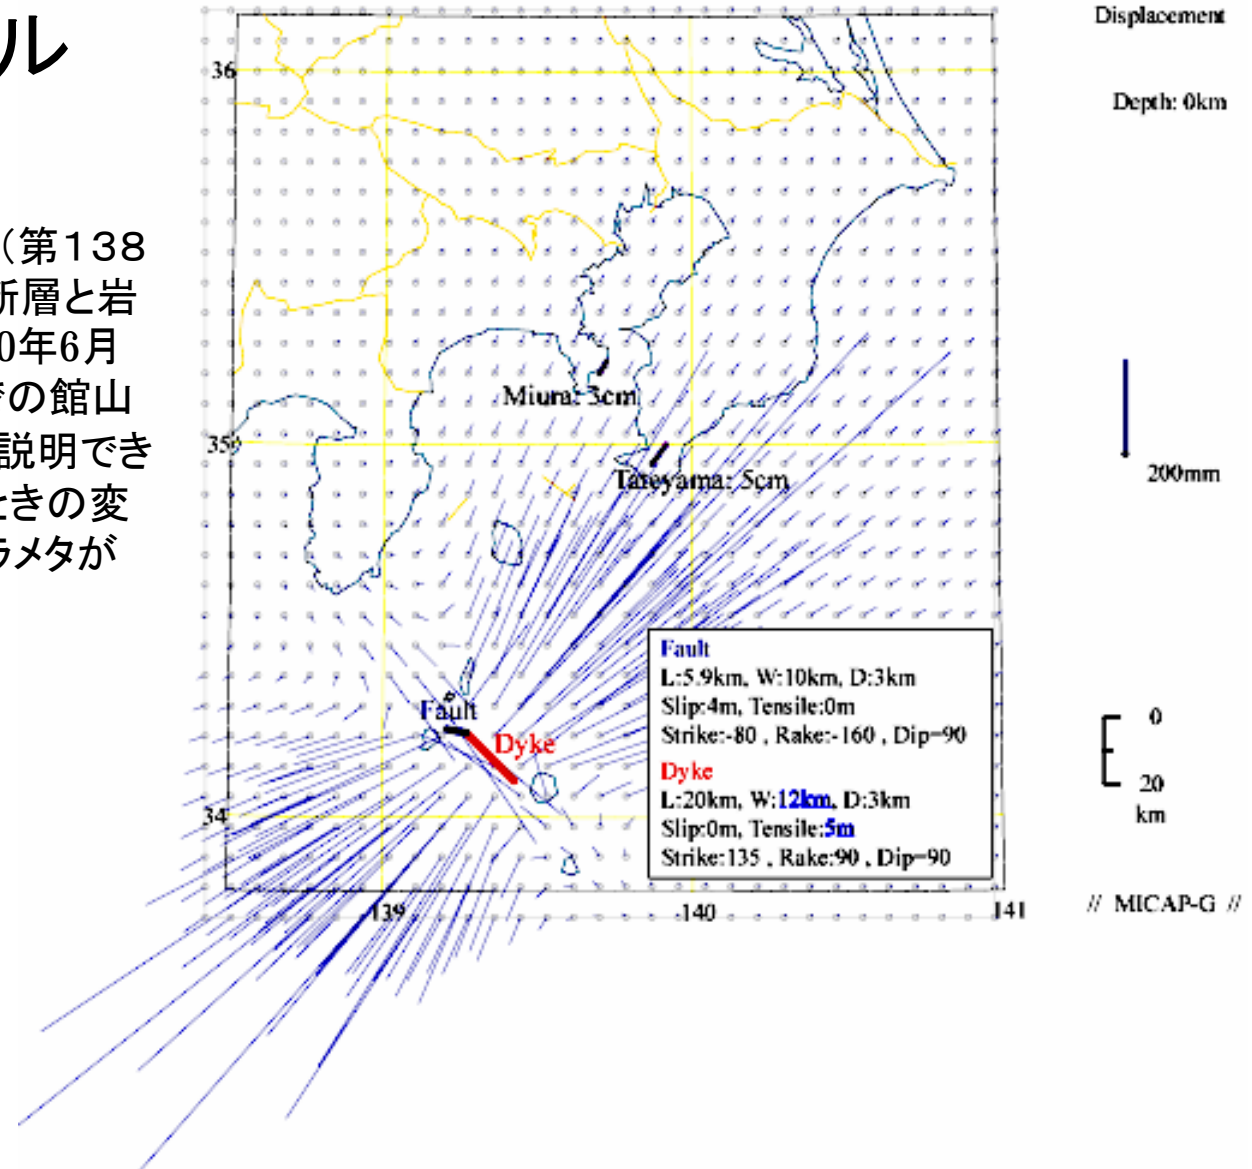 ル
Displacement
Depth: 0km
36
（第138
断層と岩
0年6月
での館山
説明でき
ときの変
ラメタが
Miura: 3cm
35
Tateyama: 5cm
200mm
Fault
L:5.9km, W:10km, D:3km
Slip:4m, Tensile:0m
Strike:-80 , Rake:-160 , Dip=90
Dyke
L:20km, W:12km, D:3km
Slip:0m, Tensile:5m
Strike:135 , Rake:90 , Dip=90
Fault
Dyke
0
20
km
34
139
140
141
// MICAP-G //